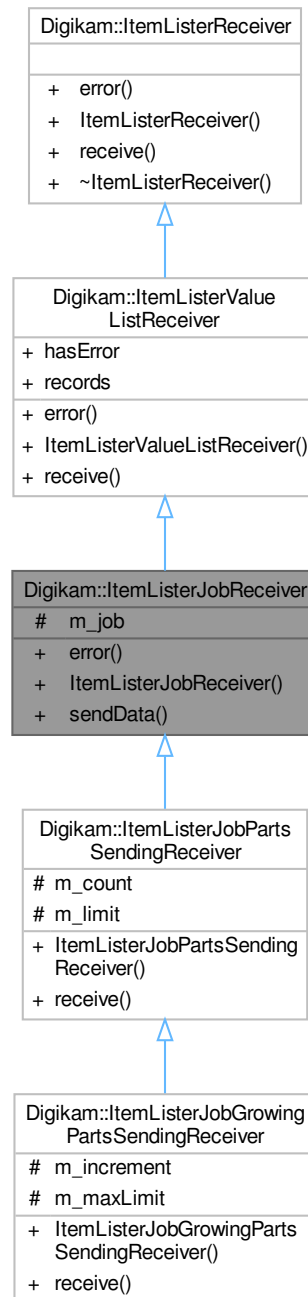 Digikam::ItemListerReceiver
+ error()
+ ItemListerReceiver()
+ receive()
+ ~ItemListerReceiver()
Digikam::ItemListerValue
ListReceiver
+ hasError
+ records
+ error()
+ ItemListerValueListReceiver()
+ receive()
Digikam::ItemListerJobReceiver
# m_job
+ error()
+ ItemListerJobReceiver()
+ sendData()
Digikam::ItemListerJobParts
SendingReceiver
# m_count
# m_limit
+ ItemListerJobPartsSending
Receiver()
+ receive()
Digikam::ItemListerJobGrowing
PartsSendingReceiver
# m_increment
# m_maxLimit
+ ItemListerJobGrowingParts
SendingReceiver()
+ receive()